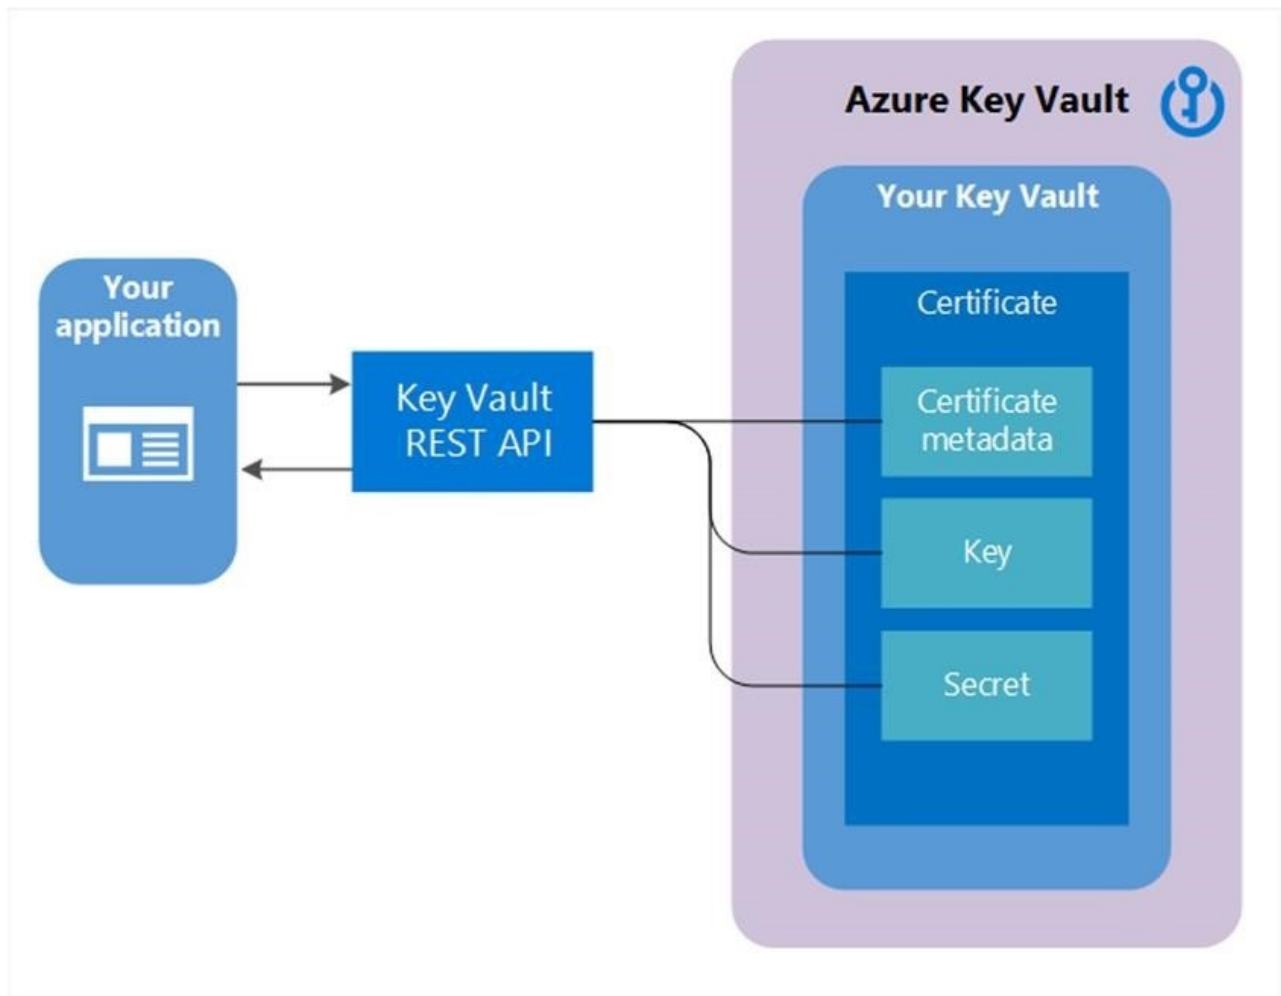 Azure Key Vault
Your Key Vault
Your
application
Key Vault
REST API
Certificate
Certificate
metadata
Key
Secret